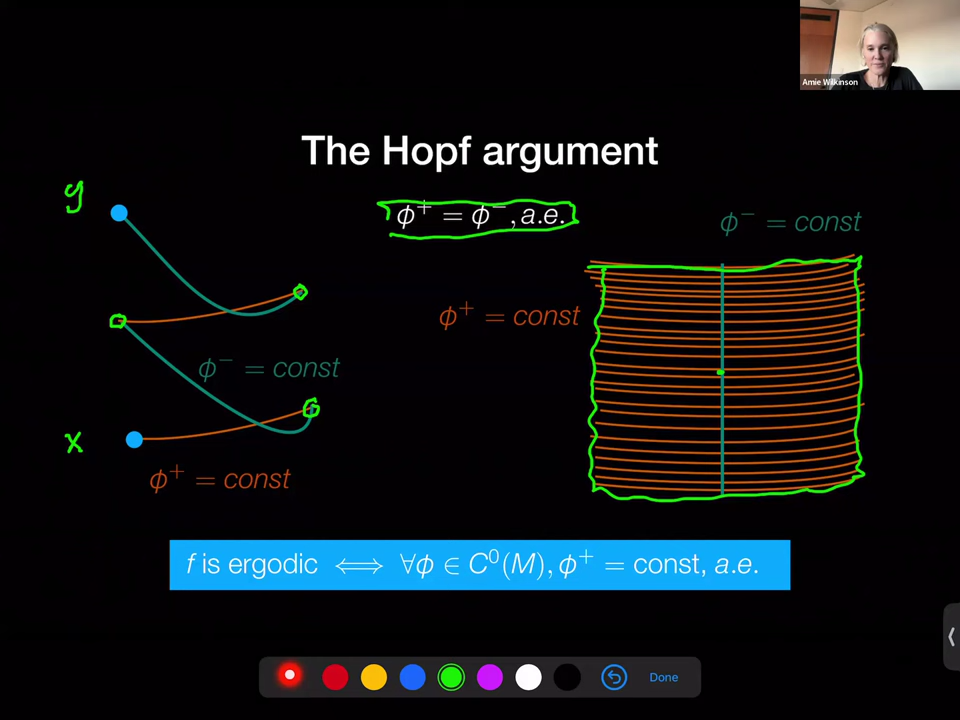 Amie Wilkinson
The Hopf argument
y
ϕ⁺ = ϕ⁻, a.e.
ϕ⁻ = const
ϕ⁺ = const
ϕ⁻ = const
x
ϕ⁺ = const
f is ergodic ⟺ ∀ϕ ∈ C⁰(M), ϕ⁺ = const, a.e.
Done